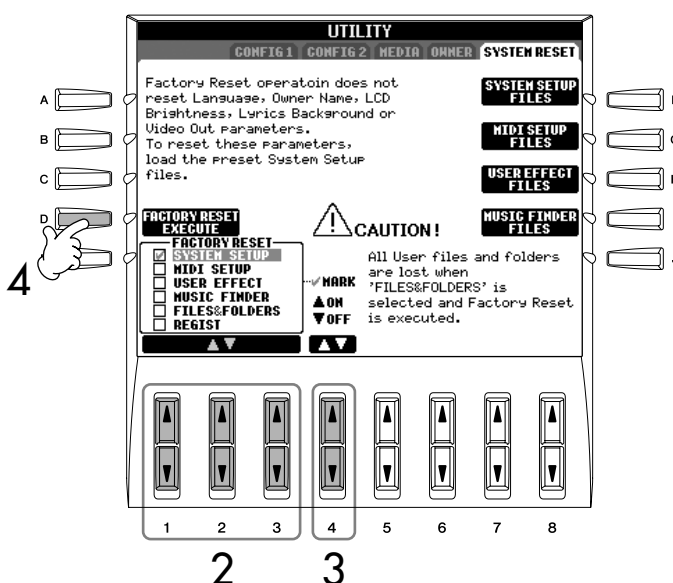 UTILITY
CONFIG 1 CONFIG 2 MEDIA OWNER SYSTEM RESET
Factory Reset operatoin does not
reset Language, Owner Name, LCD
Brightness, Lyrics Background or
Video Out parameters.
To reset these parameters,
load the preset System Setup
files.
SYSTEM SETUP
FILES
MIDI SETUP
FILES
USER EFFECT
FILES
MUSIC FINDER
FILES
A
B
C
D
4
FACTORY RESET
EXECUTE
FACTORY RESET
SYSTEM SETUP
MIDI SETUP
USER EFFECT
MUSIC FINDER
FILES&FOLDERS
REGIST
MARK
▲ON
▼OFF
CAUTION!
All User files and folders
are lost when
'FILES&FOLDERS' is
selected and Factory Reset
is executed.
▲▼
▲▼
1 2 3 4 5 6 7 8
2 3